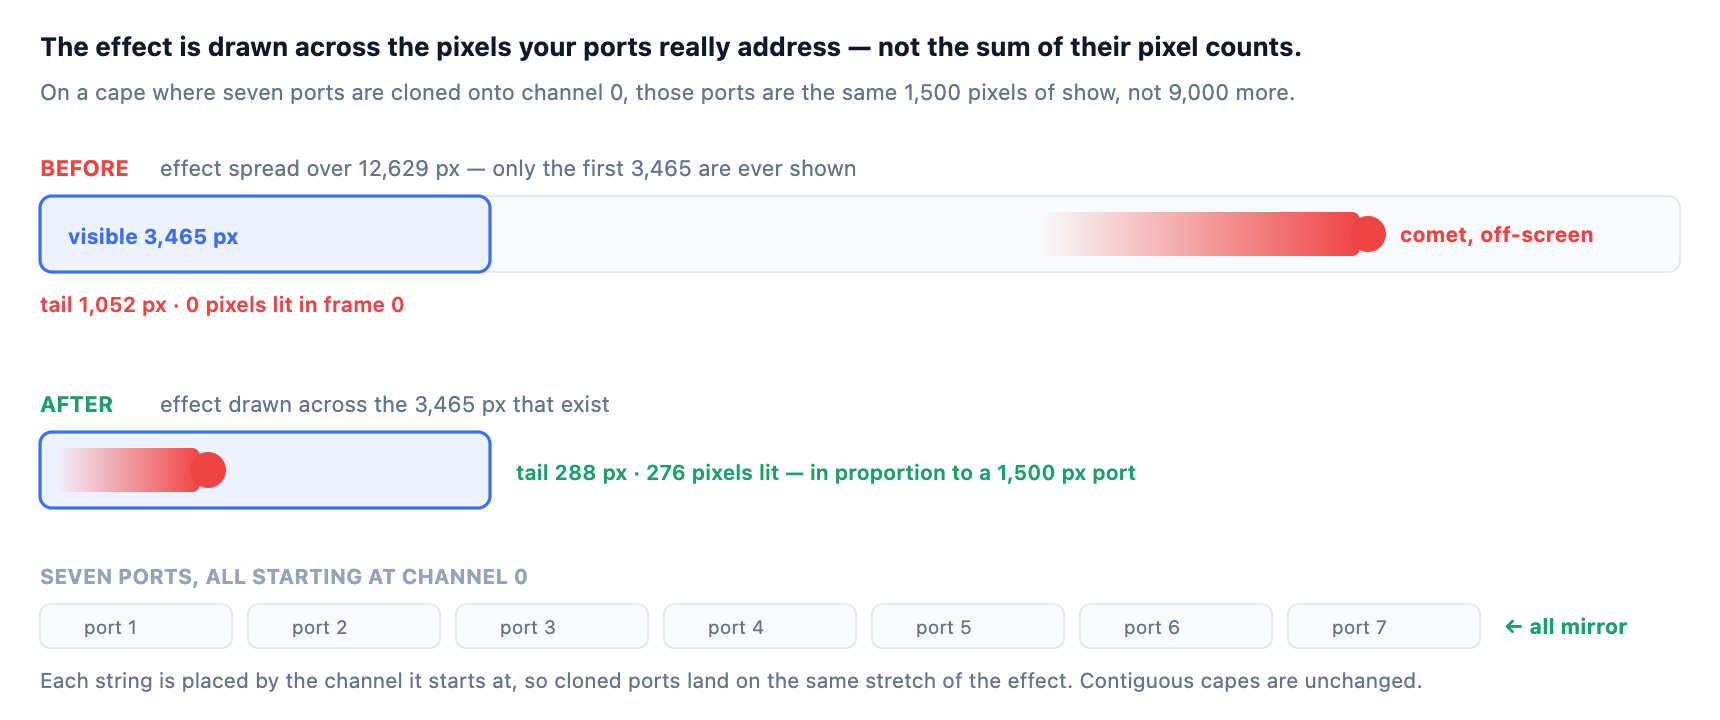 The effect is drawn across the pixels your ports really address — not the sum of their pixel counts.
On a cape where seven ports are cloned onto channel 0, those ports are the same 1,500 pixels of show, not 9,000 more.
BEFORE effect spread over 12,629 px — only the first 3,465 are ever shown
visible 3,465 px comet, off-screen
tail 1,052 px · 0 pixels lit in frame 0
AFTER effect drawn across the 3,465 px that exist
tail 288 px · 276 pixels lit — in proportion to a 1,500 px port
SEVEN PORTS, ALL STARTING AT CHANNEL 0
port 1 port 2 port 3 port 4 port 5 port 6 port 7 ← all mirror
Each string is placed by the channel it starts at, so cloned ports land on the same stretch of the effect. Contiguous capes are unchanged.